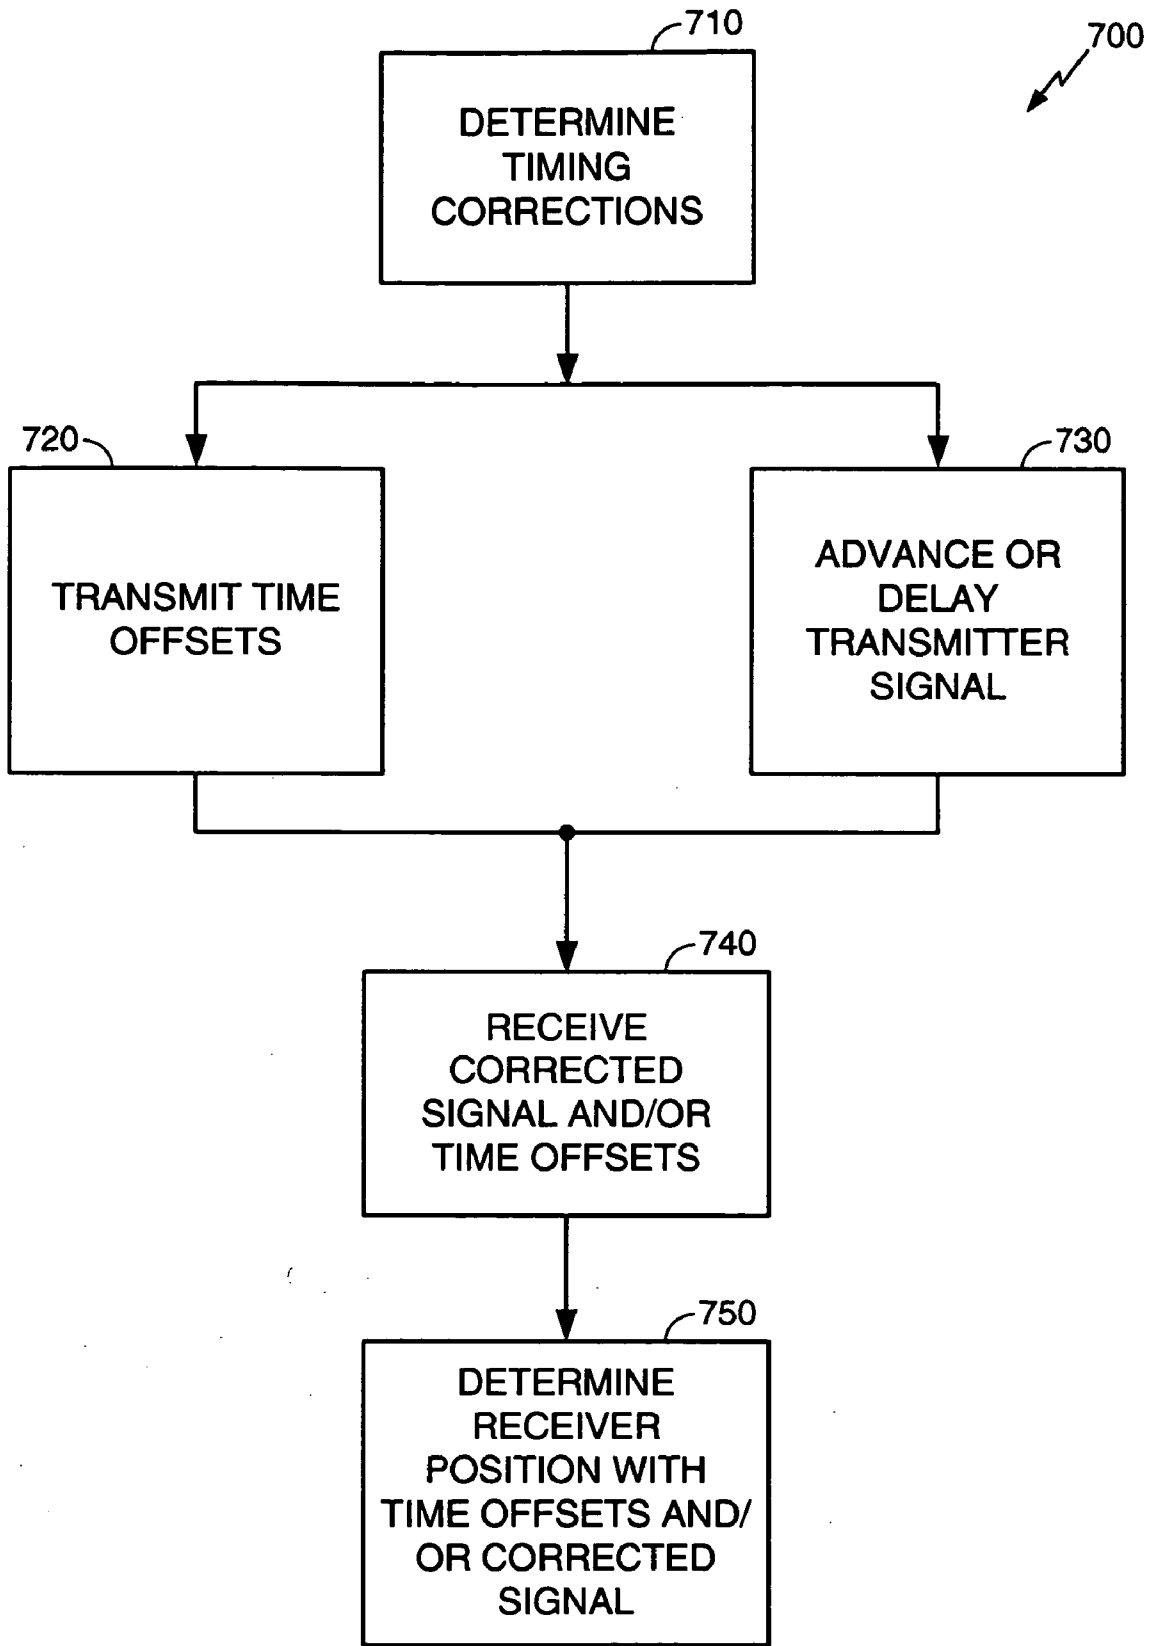 710
700
DETERMINE
TIMING
CORRECTIONS
720
730
TRANSMIT TIME
OFFSETS
ADVANCE OR
DELAY
TRANSMITTER
SIGNAL
740
RECEIVE
CORRECTED
SIGNAL AND/OR
TIME OFFSETS
750
DETERMINE
RECEIVER
POSITION WITH
TIME OFFSETS AND/
OR CORRECTED
SIGNAL